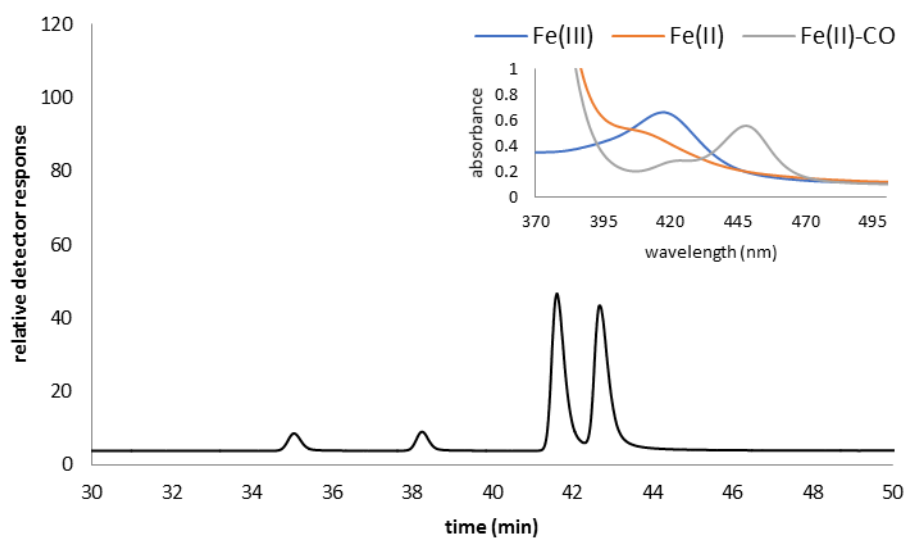 120
100
80
60
40
20
0
relative detector response
30 32 34 36 38 40 42 44 46 48 50
time (min)
Fe(III) Fe(II) Fe(II)-CO
1
0.8
0.6
0.4
0.2
0
absorbance
370 395 420 445 470 495
wavelength (nm)